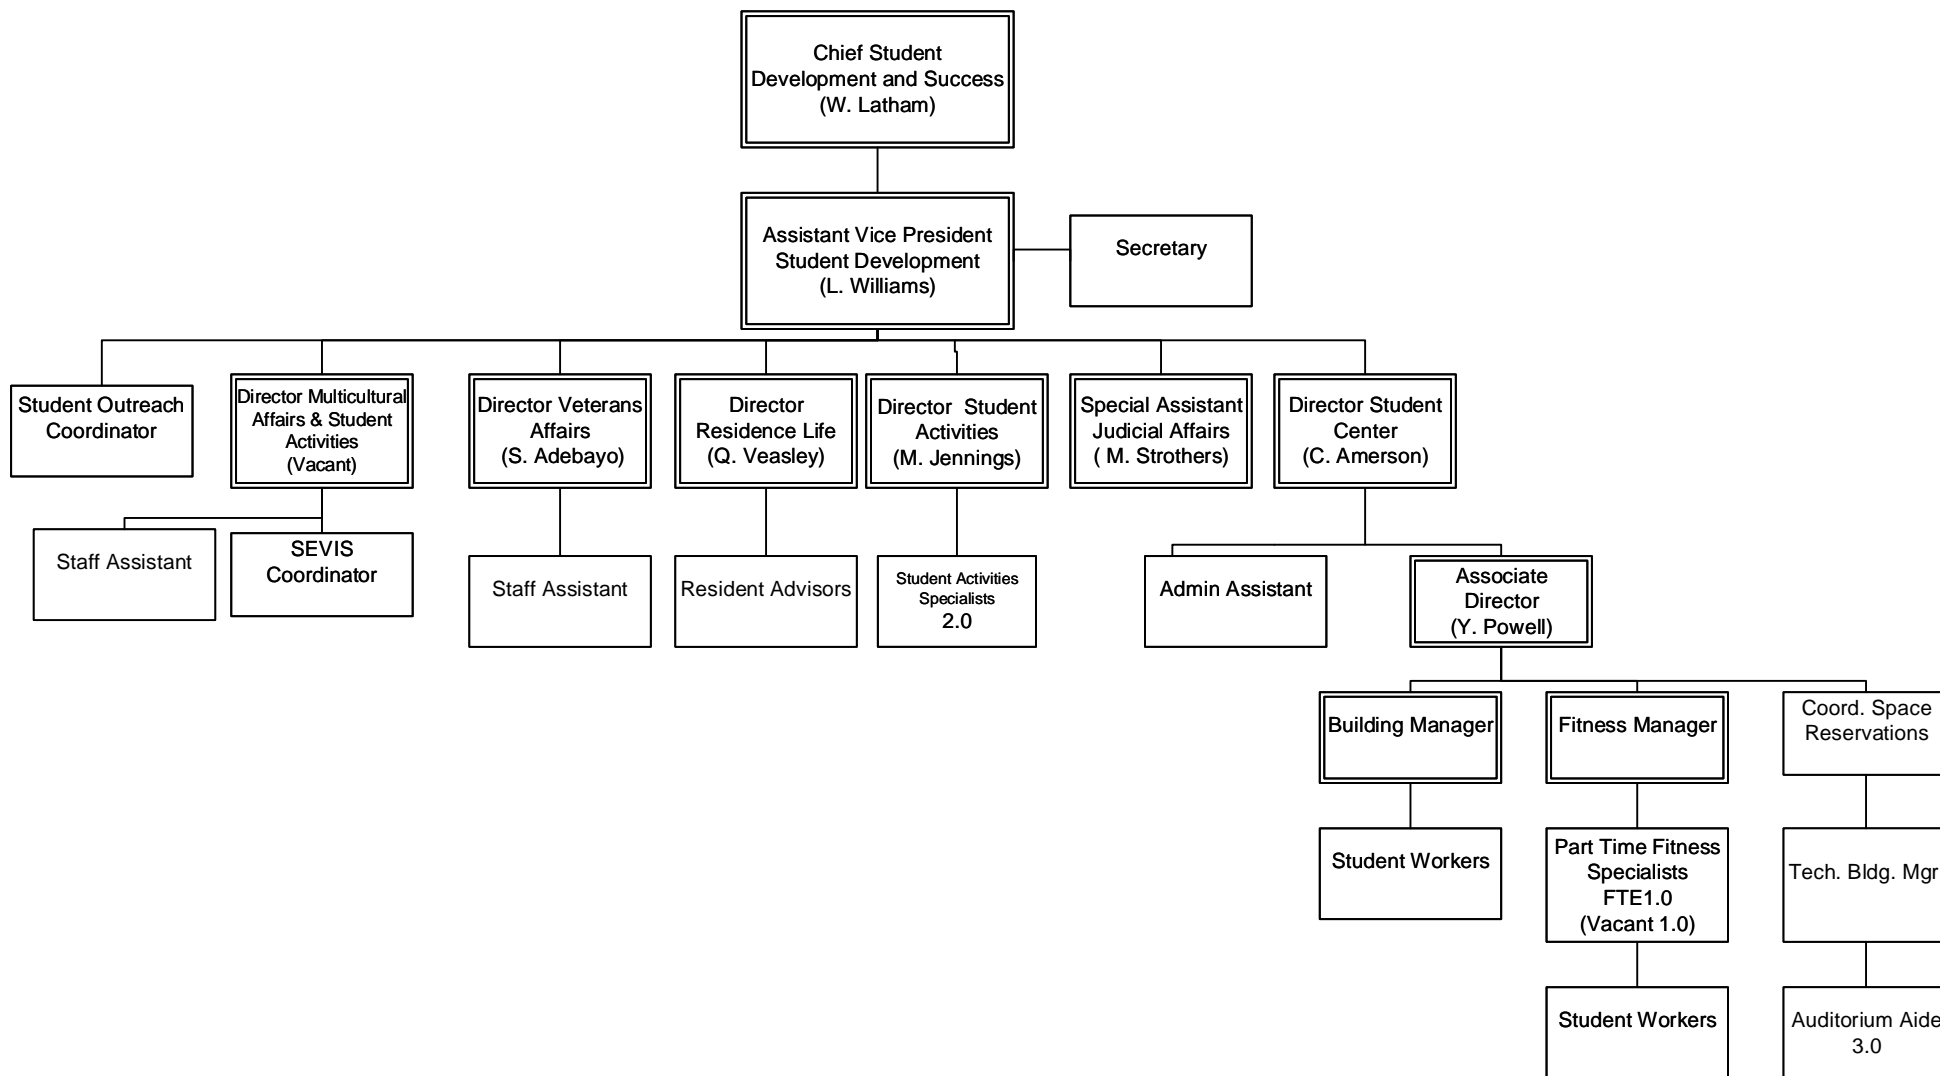 Chief Student
Development and Success
(W. Latham)
Assistant Vice President
Student Development
(L. Williams)
Secretary
Student Outreach
Coordinator
Director Multicultural
Affairs & Student
Activities
(Vacant)
Director Veterans
Affairs
(S. Adebayo)
Director
Residence Life
(Q. Veasley)
Director Student
Activities
(M. Jennings)
Special Assistant
Judicial Affairs
( M. Strothers)
Director Student
Center
(C. Amerson)
Staff Assistant
SEVIS
Coordinator
Staff Assistant
Resident Advisors
Student Activities
Specialists
2.0
Admin Assistant
Associate
Director
(Y. Powell)
Building Manager
Fitness Manager
Coord. Space
Reservations
Student Workers
Part Time Fitness
Specialists
FTE1.0
(Vacant 1.0)
Tech. Bldg. Mgr
Student Workers
Auditorium Aide
3.0